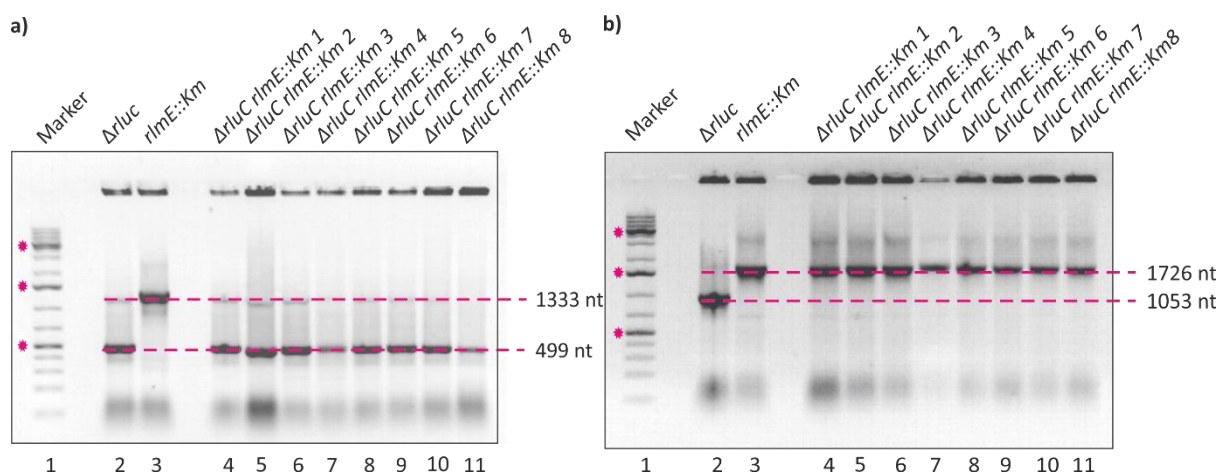 a)
Marker
Δrluc
rlmE::Km
ΔrluC rlmE::Km 1
ΔrluC rlmE::Km 2
ΔrluC rlmE::Km 3
ΔrluC rlmE::Km 4
ΔrluC rlmE::Km 5
ΔrluC rlmE::Km 6
ΔrluC rlmE::Km 7
ΔrluC rlmE::Km 8
1333 nt
499 nt
1 2 3 4 5 6 7 8 9 10 11
b)
Marker
Δrluc
rlmE::Km
ΔrluC rlmE::Km 1
ΔrluC rlmE::Km 2
ΔrluC rlmE::Km 3
ΔrluC rlmE::Km 4
ΔrluC rlmE::Km 5
ΔrluC rlmE::Km 6
ΔrluC rlmE::Km 7
ΔrluC rlmE::Km8
1726 nt
1053 nt
1 2 3 4 5 6 7 8 9 10 11